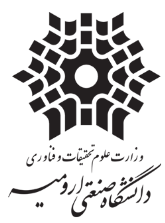 وزارت علوم تحقیقات و فناوری
دانشگاه صنعتی ارومیه